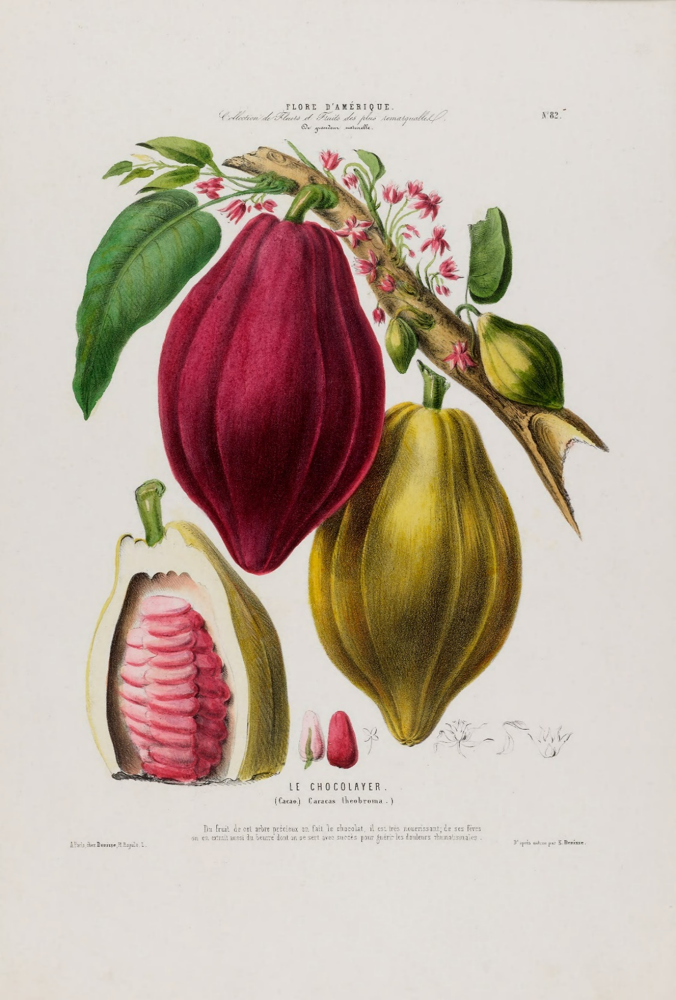 FLORE D'AMÉRIQUE.
Collection de Fleurs et Fruits des plus remarquables
De grandeur naturelle.
N° 82.
LE CHOCOLAYER.
(Cacao.) Caracas theobroma.)
Du fruit de cet arbre précieux on fait le chocolat, il est très nourrissant; de ses fèves
on en extrait aussi du beurre dont on se sert avec succès pour guérir les douleurs rhumatismales.
A Paris, chez Denisse, R. Royale. 1.
D'après nature par E. Denisse.